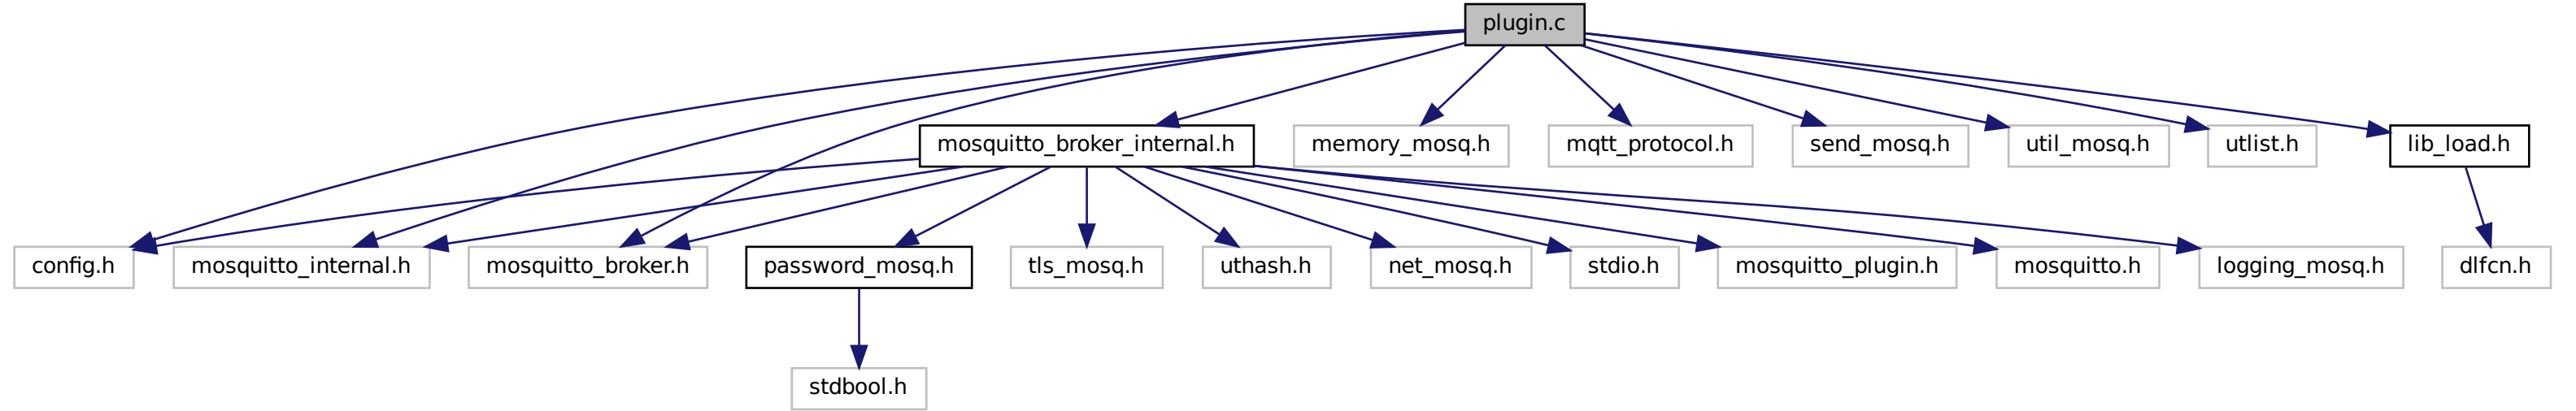 plugin.c
mosquitto_broker_internal.h
memory_mosq.h
mqtt_protocol.h
send_mosq.h
util_mosq.h
utlist.h
lib_load.h
config.h
mosquitto_internal.h
mosquitto_broker.h
password_mosq.h
tls_mosq.h
uthash.h
net_mosq.h
stdio.h
mosquitto_plugin.h
mosquitto.h
logging_mosq.h
dlfcn.h
stdbool.h